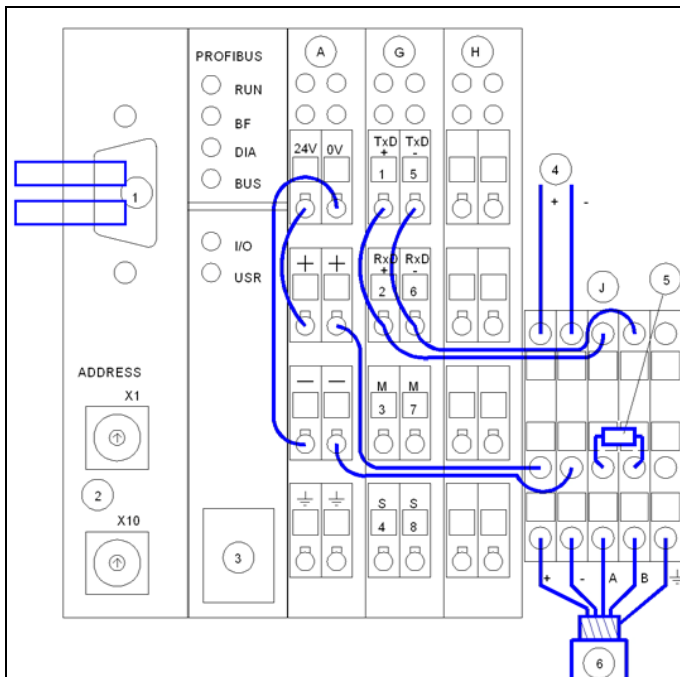 PROFIBUS
RUN
BF
DIA
BUS
I/O
USR
ADDRESS
X1
X10
1
2
3
A
G
H
24V 0V
TxD TxD
+ -
1 5
+ +
RxD RxD
+ -
2 6
— —
M M
3 7
S S
4 8
4
+ -
J
5
+ - A B
6